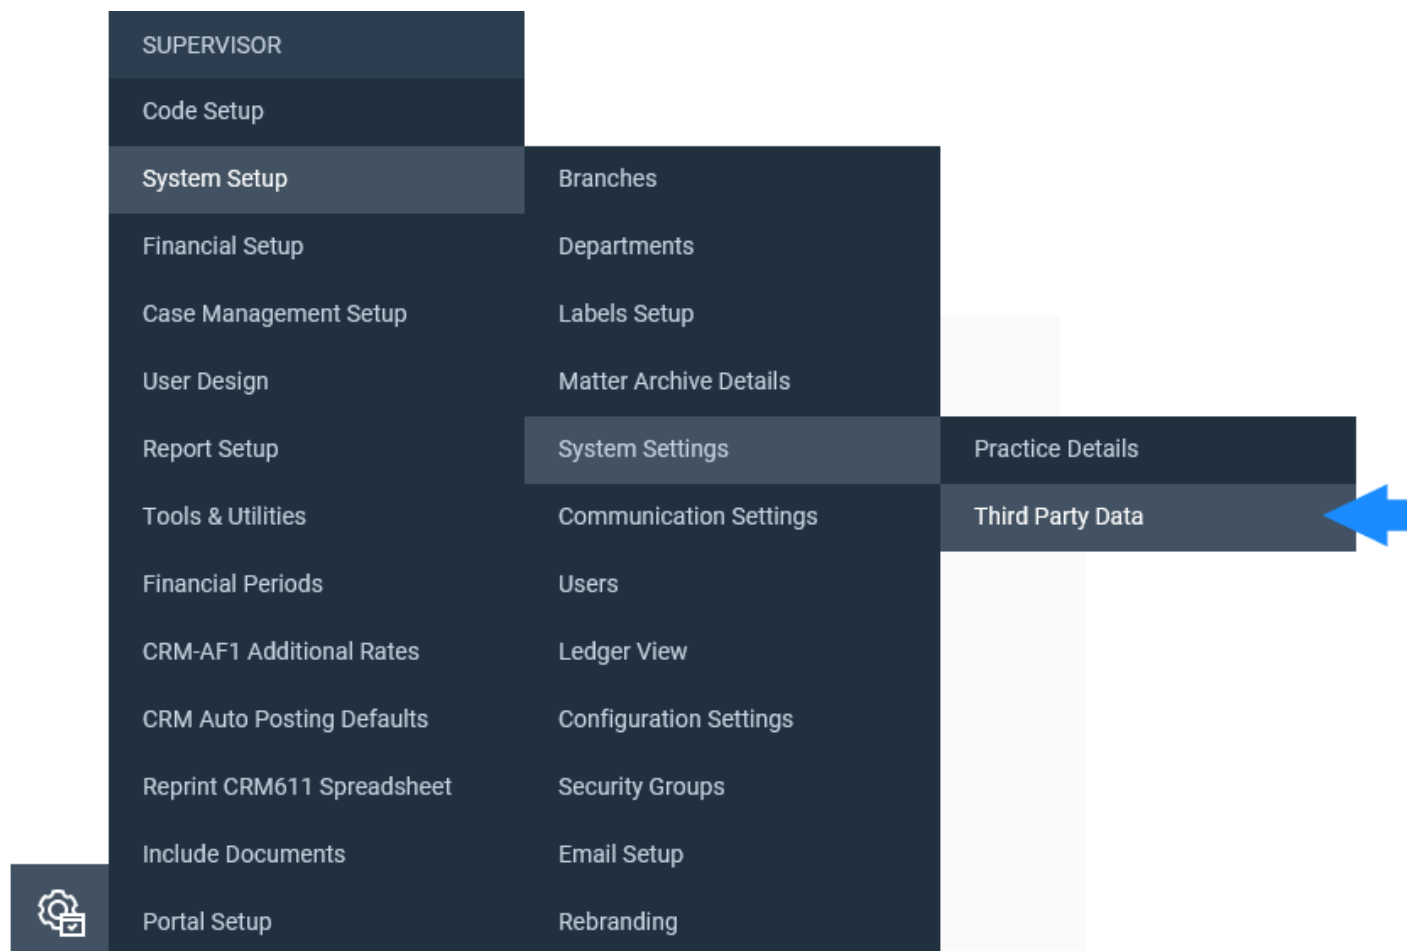 SUPERVISOR
Code Setup
System Setup
Financial Setup
Case Management Setup
User Design
Report Setup
Tools & Utilities
Financial Periods
CRM-AF1 Additional Rates
CRM Auto Posting Defaults
Reprint CRM611 Spreadsheet
Include Documents
Portal Setup
Branches
Departments
Labels Setup
Matter Archive Details
System Settings
Communication Settings
Users
Ledger View
Configuration Settings
Security Groups
Email Setup
Rebranding
Practice Details
Third Party Data